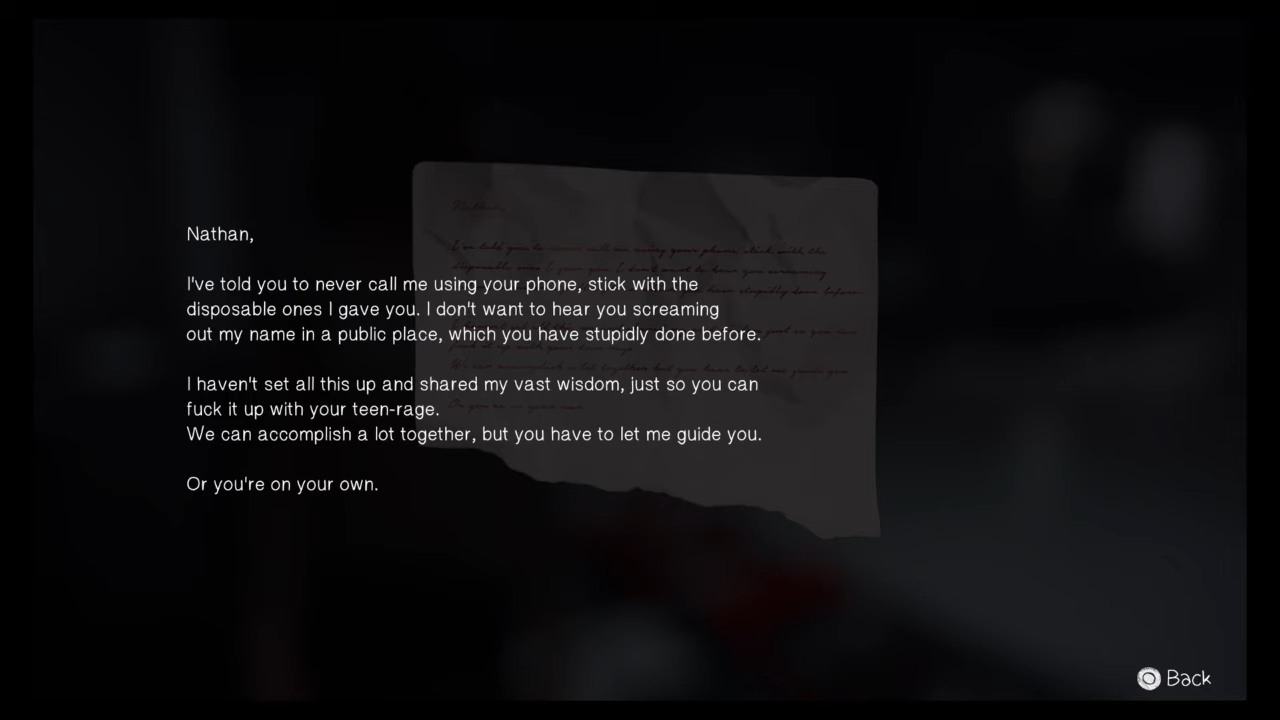 Nathan,
I've told you to never call me using your phone, stick with the
disposable ones I gave you. I don't want to hear you screaming
out my name in a public place, which you have stupidly done before.
I haven't set all this up and shared my vast wisdom, just so you can
fuck it up with your teen-rage.
We can accomplish a lot together, but you have to let me guide you.
Or you're on your own.
Back